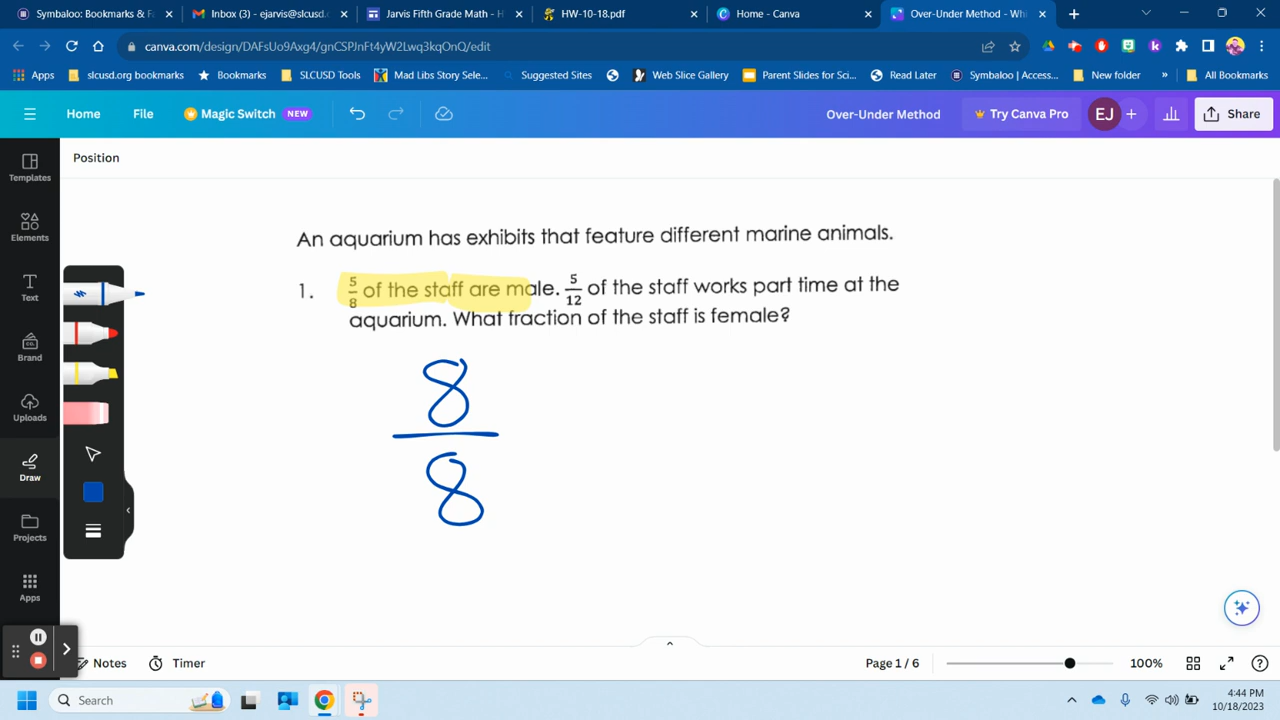 Symbaloo: Bookmarks & F
Inbox (3) - ejarvis@slcusd.c
Jarvis Fifth Grade Math - H
HW-10-18.pdf
Home - Canva
Over-Under Method - Whi
canva.com/design/DAFsUo9Axg4/gnCSPJnFt4yW2Lwq3kqOnQ/edit
Apps
slcusd.org bookmarks
Bookmarks
SLCUSD Tools
Mad Libs Story Sele...
Suggested Sites
Web Slice Gallery
Parent Slides for Sci...
Read Later
Symbaloo | Access...
New folder
»
All Bookmarks
Home
File
Magic Switch NEW
Over-Under Method
Try Canva Pro
EJ
+
Share
Position
Templates
Elements
Text
Brand
Uploads
Draw
Projects
Apps
An aquarium has exhibits that feature different marine animals.
1. 5/8 of the staff are male. 5/12 of the staff works part time at the
aquarium. What fraction of the staff is female?
8
8
Notes
Timer
Page 1 / 6
100%
Search
4:44 PM
10/18/2023